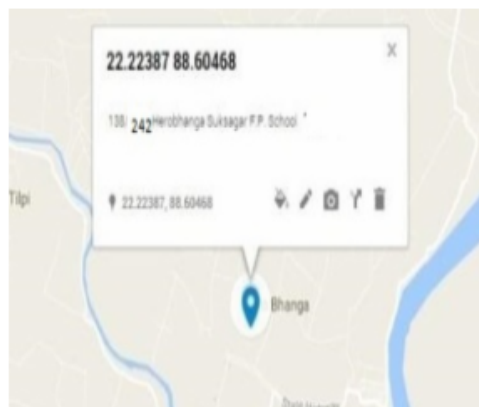 22.22387 88.60468
138/ 242 Herobhanga Suksagar F.P. School
22.22387, 88.60468
Tilpi
Bhanga